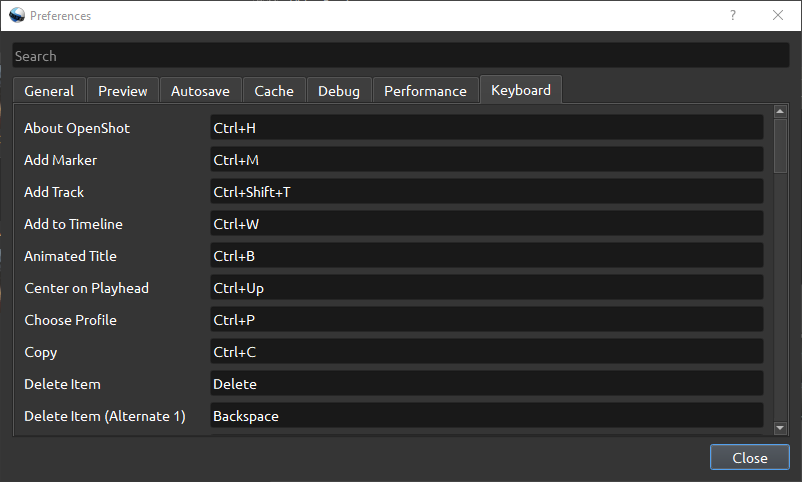 Preferences
?
Search
General Preview Autosave Cache Debug Performance Keyboard
About OpenShot Ctrl+H
Add Marker Ctrl+M
Add Track Ctrl+Shift+T
Add to Timeline Ctrl+W
Animated Title Ctrl+B
Center on Playhead Ctrl+Up
Choose Profile Ctrl+P
Copy Ctrl+C
Delete Item Delete
Delete Item (Alternate 1) Backspace
Close